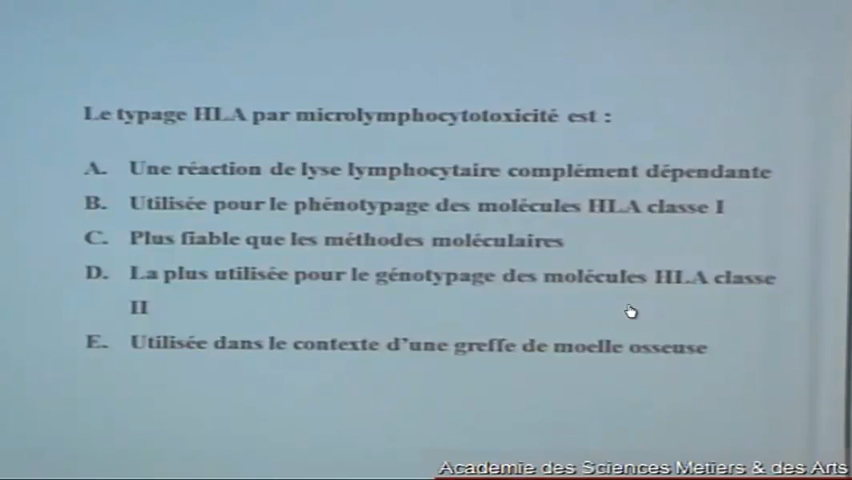 Le typage HLA par microlymphocytotoxicité est :
A. Une réaction de lyse lymphocytaire complément dépendante
B. Utilisée pour le phénotypage des molécules HLA classe I
C. Plus fiable que les méthodes moléculaires
D. La plus utilisée pour le génotypage des molécules HLA classe
II
E. Utilisée dans le contexte d'une greffe de moelle osseuse
Academie des Sciences Metiers & des Arts